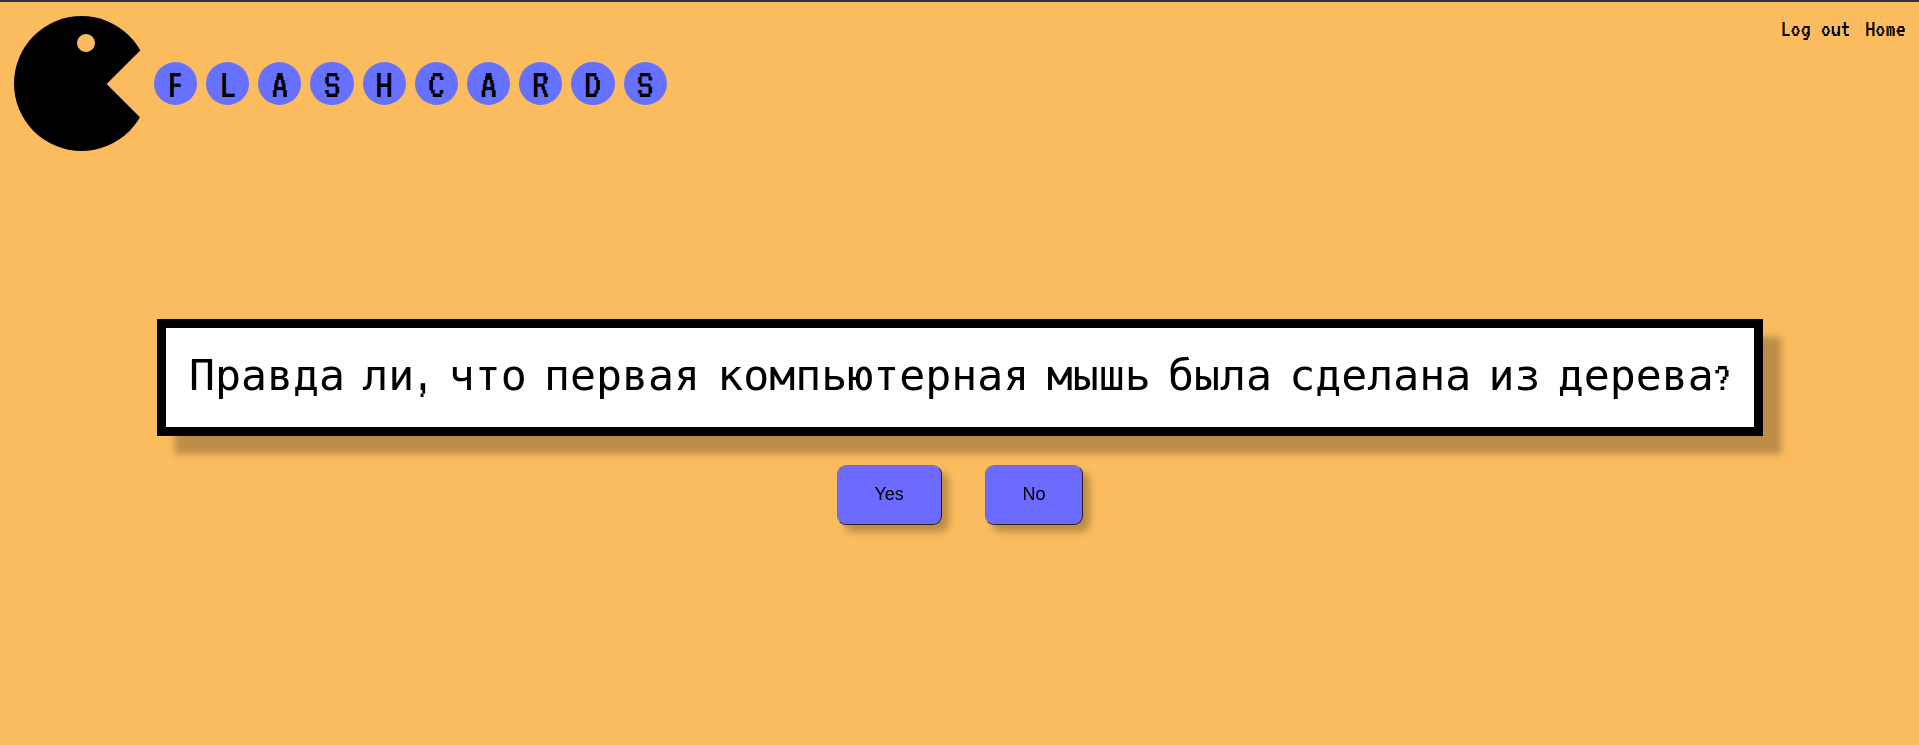 Log out Home
FLASHCARDS
Правда ли, что первая компьютерная мышь была сделана из дерева?
Yes No